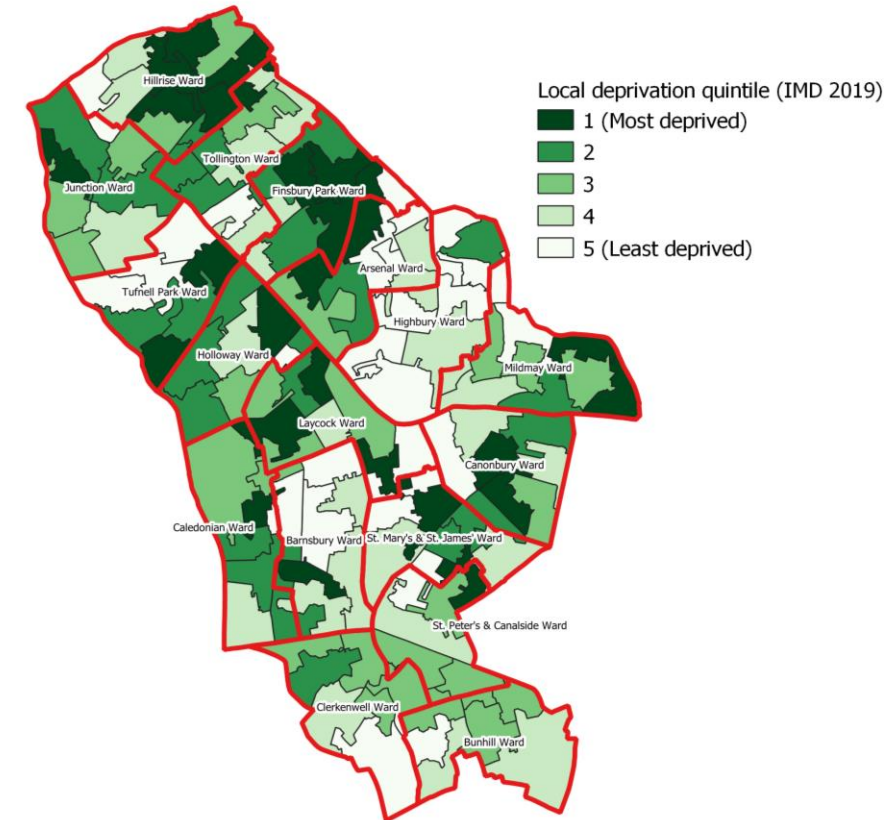 Local deprivation quintile (IMD 2019)
1 (Most deprived)
2
3
4
5 (Least deprived)
Hillrise Ward
Tollington Ward
Junction Ward
Finsbury Park Ward
Arsenal Ward
Tufnell Park Ward
Highbury Ward
Holloway Ward
Mildmay Ward
Laycock Ward
Canonbury Ward
Caledonian Ward
Barnsbury Ward
St. Mary's & St. James' Ward
St. Peter's & Canalside Ward
Clerkenwell Ward
Bunhill Ward